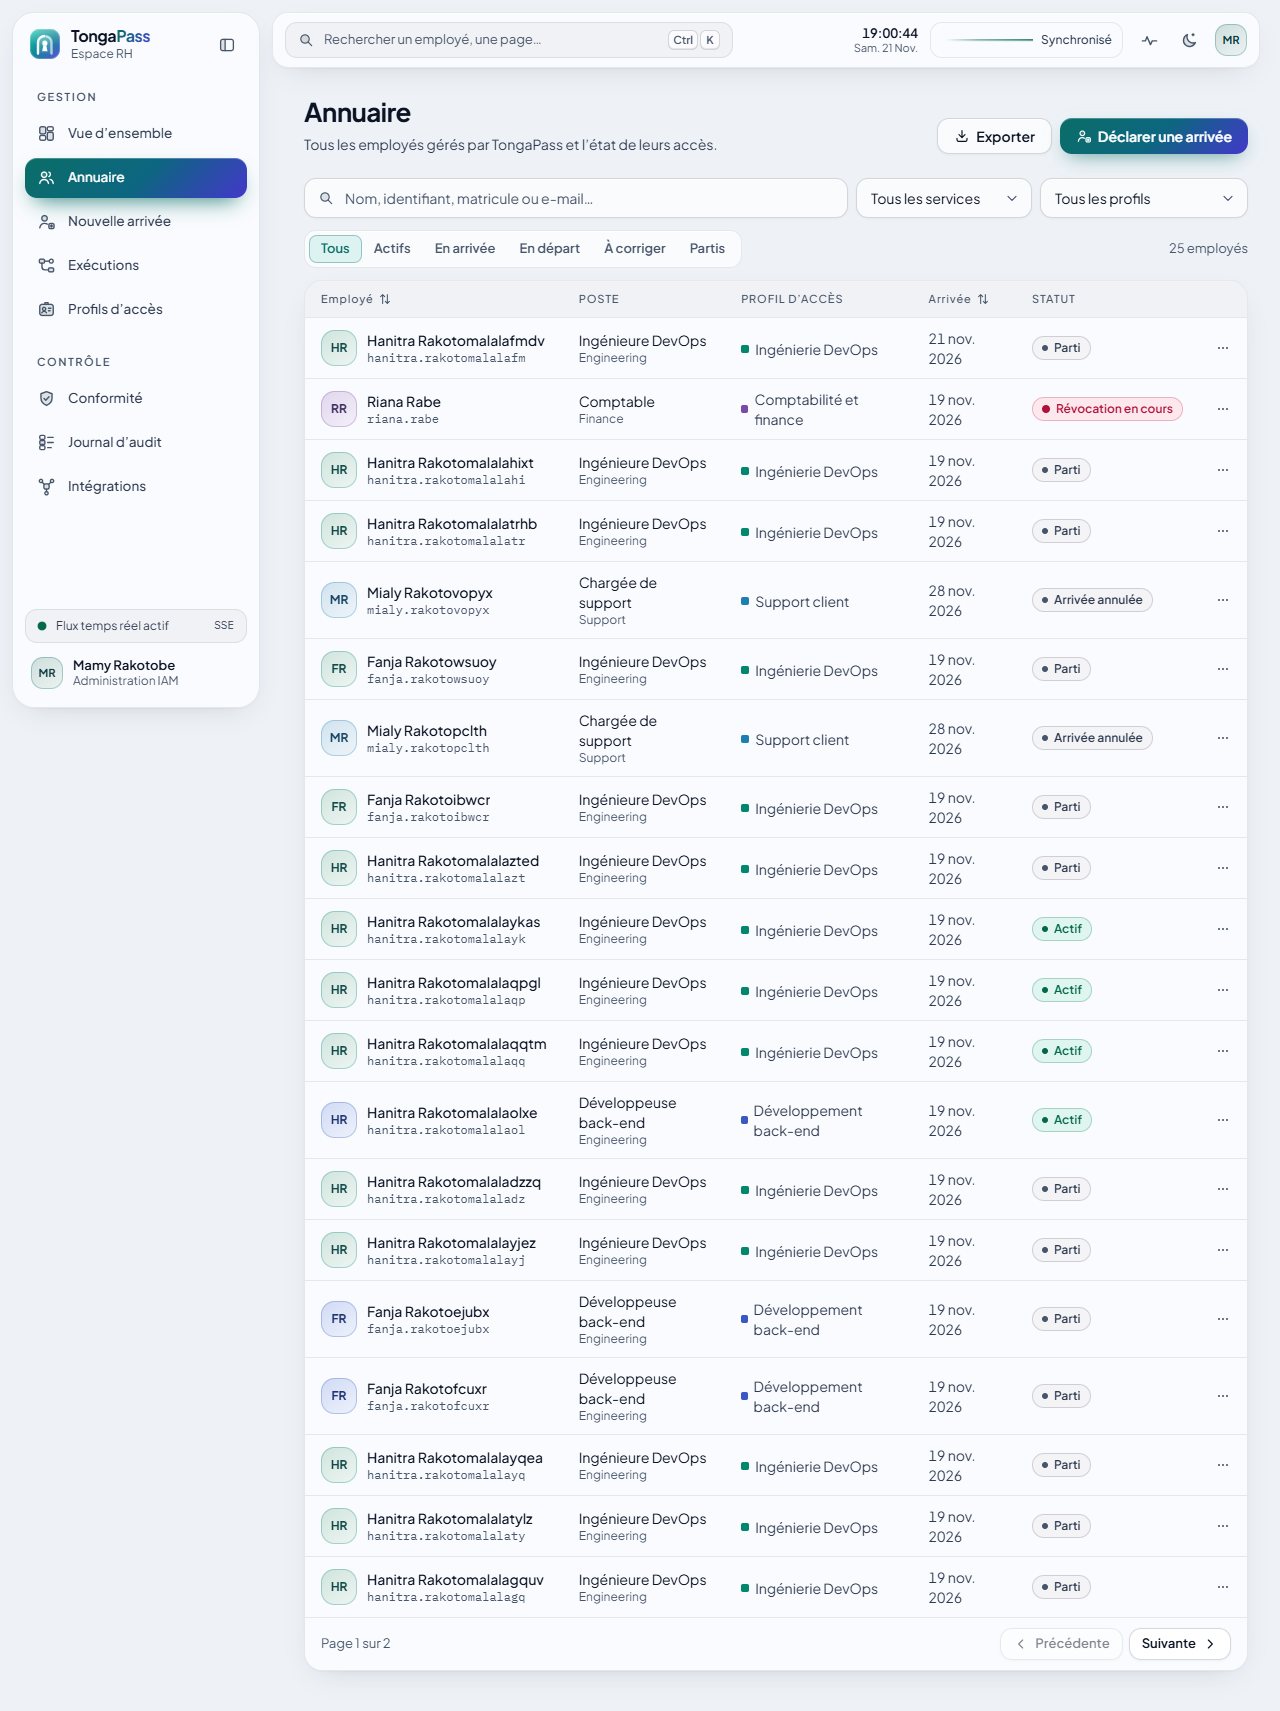 TongaPass
Espace RH
Rechercher un employé, une page…
Ctrl K
19:00:44
Sam. 21 Nov.
Synchronisé
MR
GESTION
Vue d’ensemble
Annuaire
Nouvelle arrivée
Exécutions
Profils d’accès
CONTRÔLE
Conformité
Journal d’audit
Intégrations
Flux temps réel actif SSE
MR
Mamy Rakotobe
Administration IAM
Annuaire
Tous les employés gérés par TongaPass et l’état de leurs accès.
Exporter
Déclarer une arrivée
Nom, identifiant, matricule ou e-mail…
Tous les services
Tous les profils
Tous Actifs En arrivée En départ À corriger Partis
25 employés
Employé POSTE PROFIL D’ACCÈS Arrivée STATUT
HR Hanitra Rakotomalalafmdv Ingénieure DevOps Ingénierie DevOps 21 nov. Parti
hanitra.rakotomalalafm Engineering 2026
RR Riana Rabe Comptable Comptabilité et 19 nov. Révocation en cours
riana.rabe Finance finance 2026
HR Hanitra Rakotomalalahixt Ingénieure DevOps Ingénierie DevOps 19 nov. Parti
hanitra.rakotomalalahi Engineering 2026
HR Hanitra Rakotomalalatrhb Ingénieure DevOps Ingénierie DevOps 19 nov. Parti
hanitra.rakotomalalatr Engineering 2026
MR Mialy Rakotovopyx Chargée de support Support client 28 nov. Arrivée annulée
mialy.rakotovopyx Support 2026
FR Fanja Rakotowsuoy Ingénieure DevOps Ingénierie DevOps 19 nov. Parti
fanja.rakotowsuoy Engineering 2026
MR Mialy Rakotopclth Chargée de support Support client 28 nov. Arrivée annulée
mialy.rakotopclth Support 2026
FR Fanja Rakotoibwcr Ingénieure DevOps Ingénierie DevOps 19 nov. Parti
fanja.rakotoibwcr Engineering 2026
HR Hanitra Rakotomalalazted Ingénieure DevOps Ingénierie DevOps 19 nov. Parti
hanitra.rakotomalalazt Engineering 2026
HR Hanitra Rakotomalalaykas Ingénieure DevOps Ingénierie DevOps 19 nov. Actif
hanitra.rakotomalalayk Engineering 2026
HR Hanitra Rakotomalalaqpgl Ingénieure DevOps Ingénierie DevOps 19 nov. Actif
hanitra.rakotomalalaqp Engineering 2026
HR Hanitra Rakotomalalaqqtm Ingénieure DevOps Ingénierie DevOps 19 nov. Actif
hanitra.rakotomalalaqq Engineering 2026
HR Hanitra Rakotomalalaolxe Développeuse back-end Développement back-end 19 nov. Actif
hanitra.rakotomalalaol Engineering 2026
HR Hanitra Rakotomalaladzzq Ingénieure DevOps Ingénierie DevOps 19 nov. Parti
hanitra.rakotomalaladz Engineering 2026
HR Hanitra Rakotomalalayjez Ingénieure DevOps Ingénierie DevOps 19 nov. Parti
hanitra.rakotomalalayj Engineering 2026
FR Fanja Rakotoejubx Développeuse back-end Développement back-end 19 nov. Parti
fanja.rakotoejubx Engineering 2026
FR Fanja Rakotofcuxr Développeuse back-end Développement back-end 19 nov. Parti
fanja.rakotofcuxr Engineering 2026
HR Hanitra Rakotomalalayqea Ingénieure DevOps Ingénierie DevOps 19 nov. Parti
hanitra.rakotomalalayq Engineering 2026
HR Hanitra Rakotomalalatylz Ingénieure DevOps Ingénierie DevOps 19 nov. Parti
hanitra.rakotomalalaty Engineering 2026
HR Hanitra Rakotomalalagquv Ingénieure DevOps Ingénierie DevOps 19 nov. Parti
hanitra.rakotomalalagq Engineering 2026
Page 1 sur 2
Précédente
Suivante